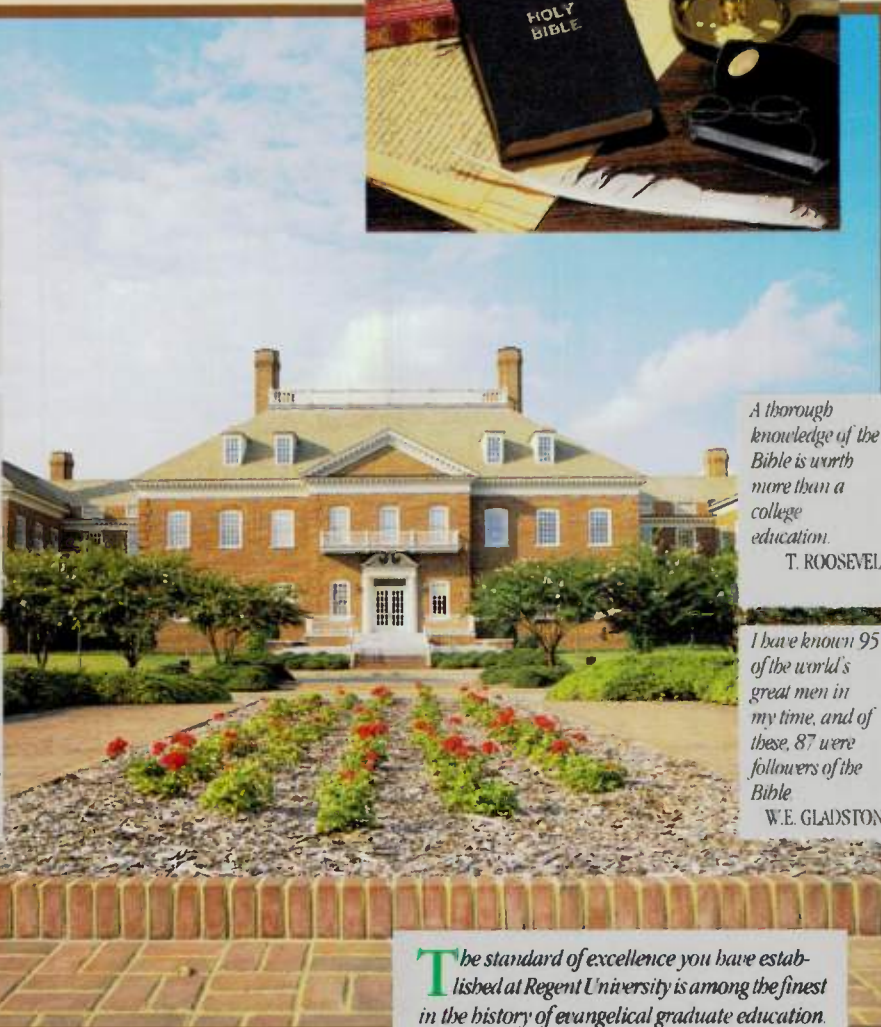 HOLY
BIBLE
A thorough
knowledge of the
Bible is worth
more than a
college
education.
T. ROOSEVEL
I have known 95
of the world's
great men in
my time, and of
these, 87 were
followers of the
Bible.
W.E. GLADSTON
The standard of excellence you have estab-
lished at Regent University is among the finest
in the history of evangelical graduate education.